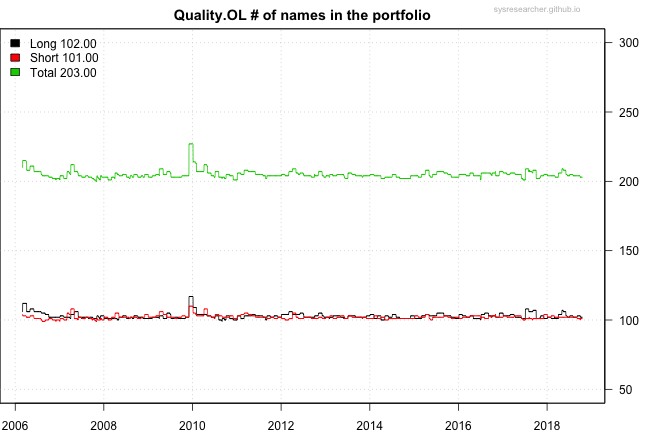 Quality.OL # of names in the portfolio
sysresearcher.github.io
Long 102.00
Short 101.00
Total 203.00
300
250
200
150
100
50
2006 2008 2010 2012 2014 2016 2018